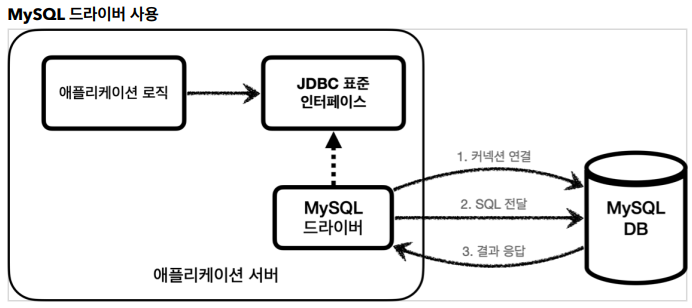 MySQL 드라이버 사용
애플리케이션 로직
JDBC 표준
인터페이스
1. 커넥션 연결
MySQL
드라이버
2. SQL 전달
MySQL
DB
3. 결과 응답
애플리케이션 서버